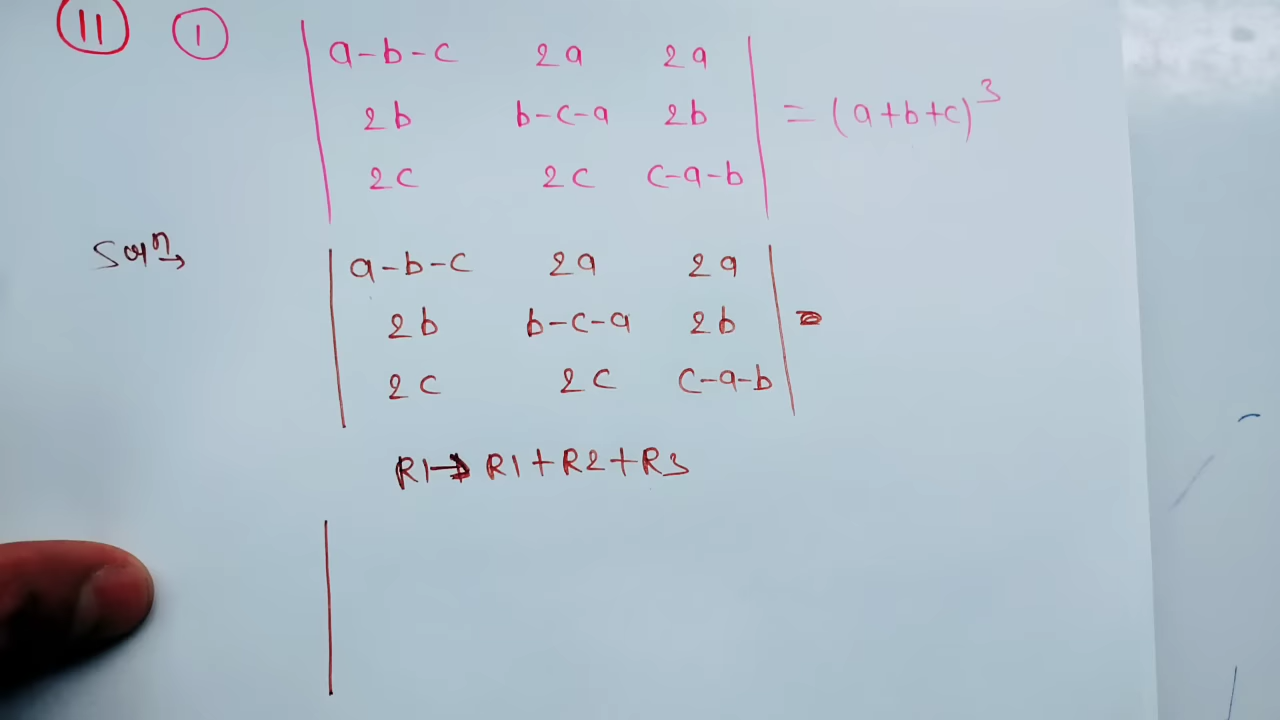 11 1 | a-b-c 2a 2a |
| 2b b-c-a 2b | = (a+b+c)³
| 2c 2c c-a-b |
Solⁿ→ | a-b-c 2a 2a |
| 2b b-c-a 2b | =
| 2c 2c c-a-b |
R1→ R1+R2+R3
|